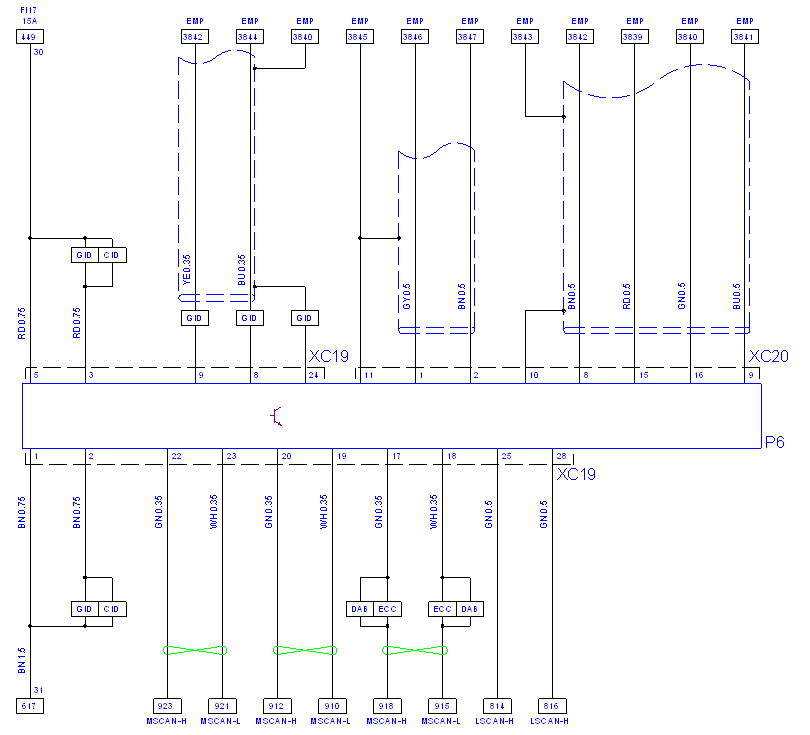 F117
15A EMP EMP EMP EMP EMP EMP EMP EMP EMP EMP EMP
449 3842 3844 3840 3845 3846 3847 3843 3842 3839 3840 3841
30
GID CID
YE0.35 BU0.35 GY0.5 BN0.5 BN0.5 RD0.5 GN0.5 BU0.5
RD0.75 RD0.75 GID GID GID
XC19 XC20
5 3 9 8 24 11 1 2 10 8 15 16 9
P6
1 2 22 23 20 19 17 18 25 28
XC19
BN0.75 BN0.75 GN0.35 WH0.35 GN0.35 WH0.35 GN0.35 WH0.35 GN0.5 GN0.5
GID CID DAB ECC ECC DAB
BN1.5
31
617 923 921 912 910 918 915 814 816
MSCAN-H MSCAN-L MSCAN-H MSCAN-L MSCAN-H MSCAN-L LSCAN-H LSCAN-H